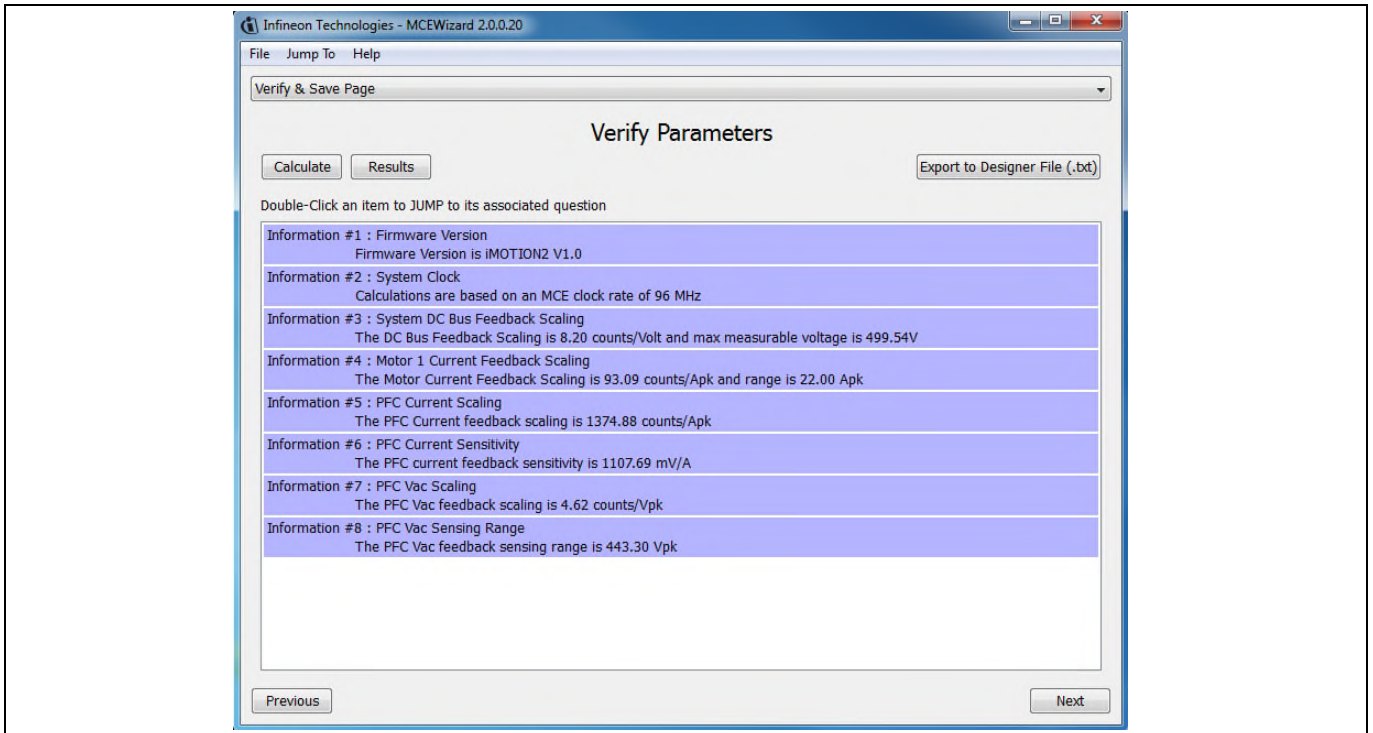 Infineon Technologies - MCEWizard 2.0.0.20
File Jump To Help
Verify & Save Page
Verify Parameters
Calculate Results Export to Designer File (.txt)
Double-Click an item to JUMP to its associated question
Information #1 : Firmware Version
Firmware Version is iMOTION2 V1.0
Information #2 : System Clock
Calculations are based on an MCE clock rate of 96 MHz
Information #3 : System DC Bus Feedback Scaling
The DC Bus Feedback Scaling is 8.20 counts/Volt and max measurable voltage is 499.54V
Information #4 : Motor 1 Current Feedback Scaling
The Motor Current Feedback Scaling is 93.09 counts/Apk and range is 22.00 Apk
Information #5 : PFC Current Scaling
The PFC Current feedback scaling is 1374.88 counts/Apk
Information #6 : PFC Current Sensitivity
The PFC current feedback sensitivity is 1107.69 mV/A
Information #7 : PFC Vac Scaling
The PFC Vac feedback scaling is 4.62 counts/Vpk
Information #8 : PFC Vac Sensing Range
The PFC Vac feedback sensing range is 443.30 Vpk
Previous Next